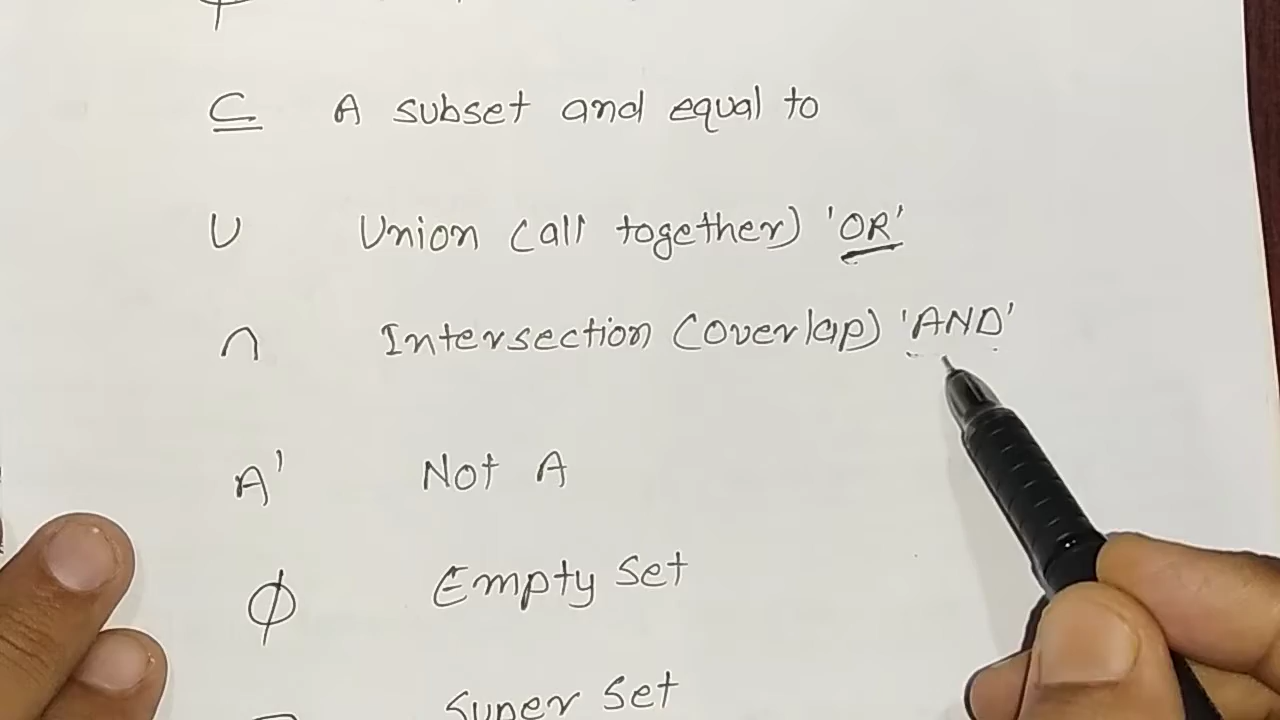 ⊆ A subset and equal to
∪ Union (all together) 'OR'
∩ Intersection (overlap) 'AND'
A' Not A
ϕ Empty set
Super set